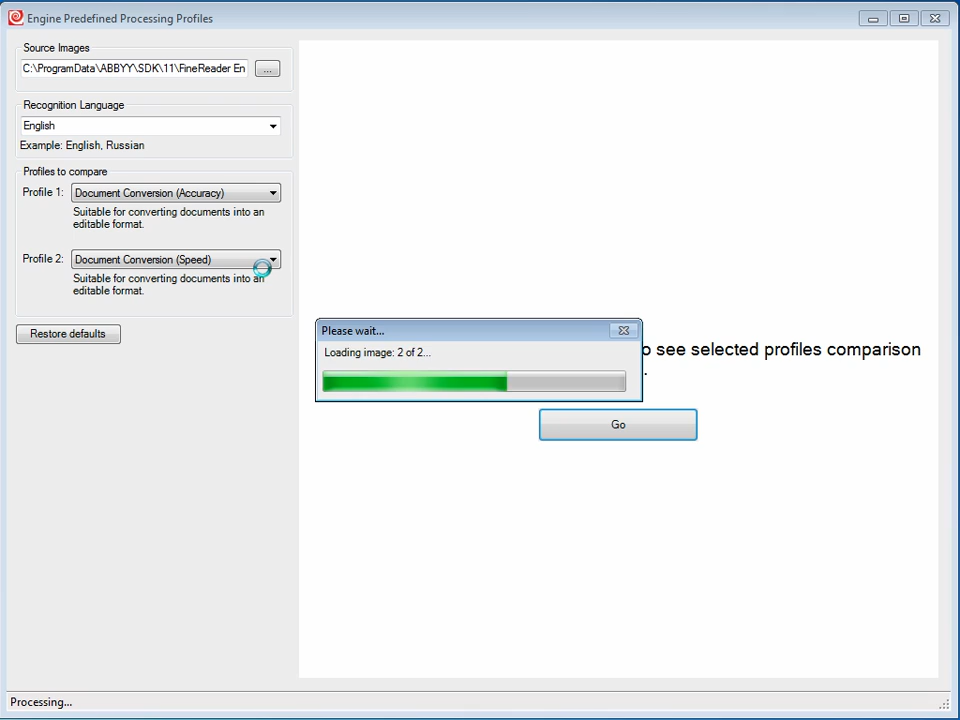 Engine Predefined Processing Profiles
Source Images
C:\ProgramData\ABBYY\SDK\11\FineReader En
...
Recognition Language
English
Example: English, Russian
Profiles to compare
Profile 1: Document Conversion (Accuracy)
Suitable for converting documents into an
editable format.
Profile 2: Document Conversion (Speed)
Suitable for converting documents into an
editable format.
Restore defaults
Please wait...
Loading image: 2 of 2...
o see selected profiles comparison
.
Go
Processing...